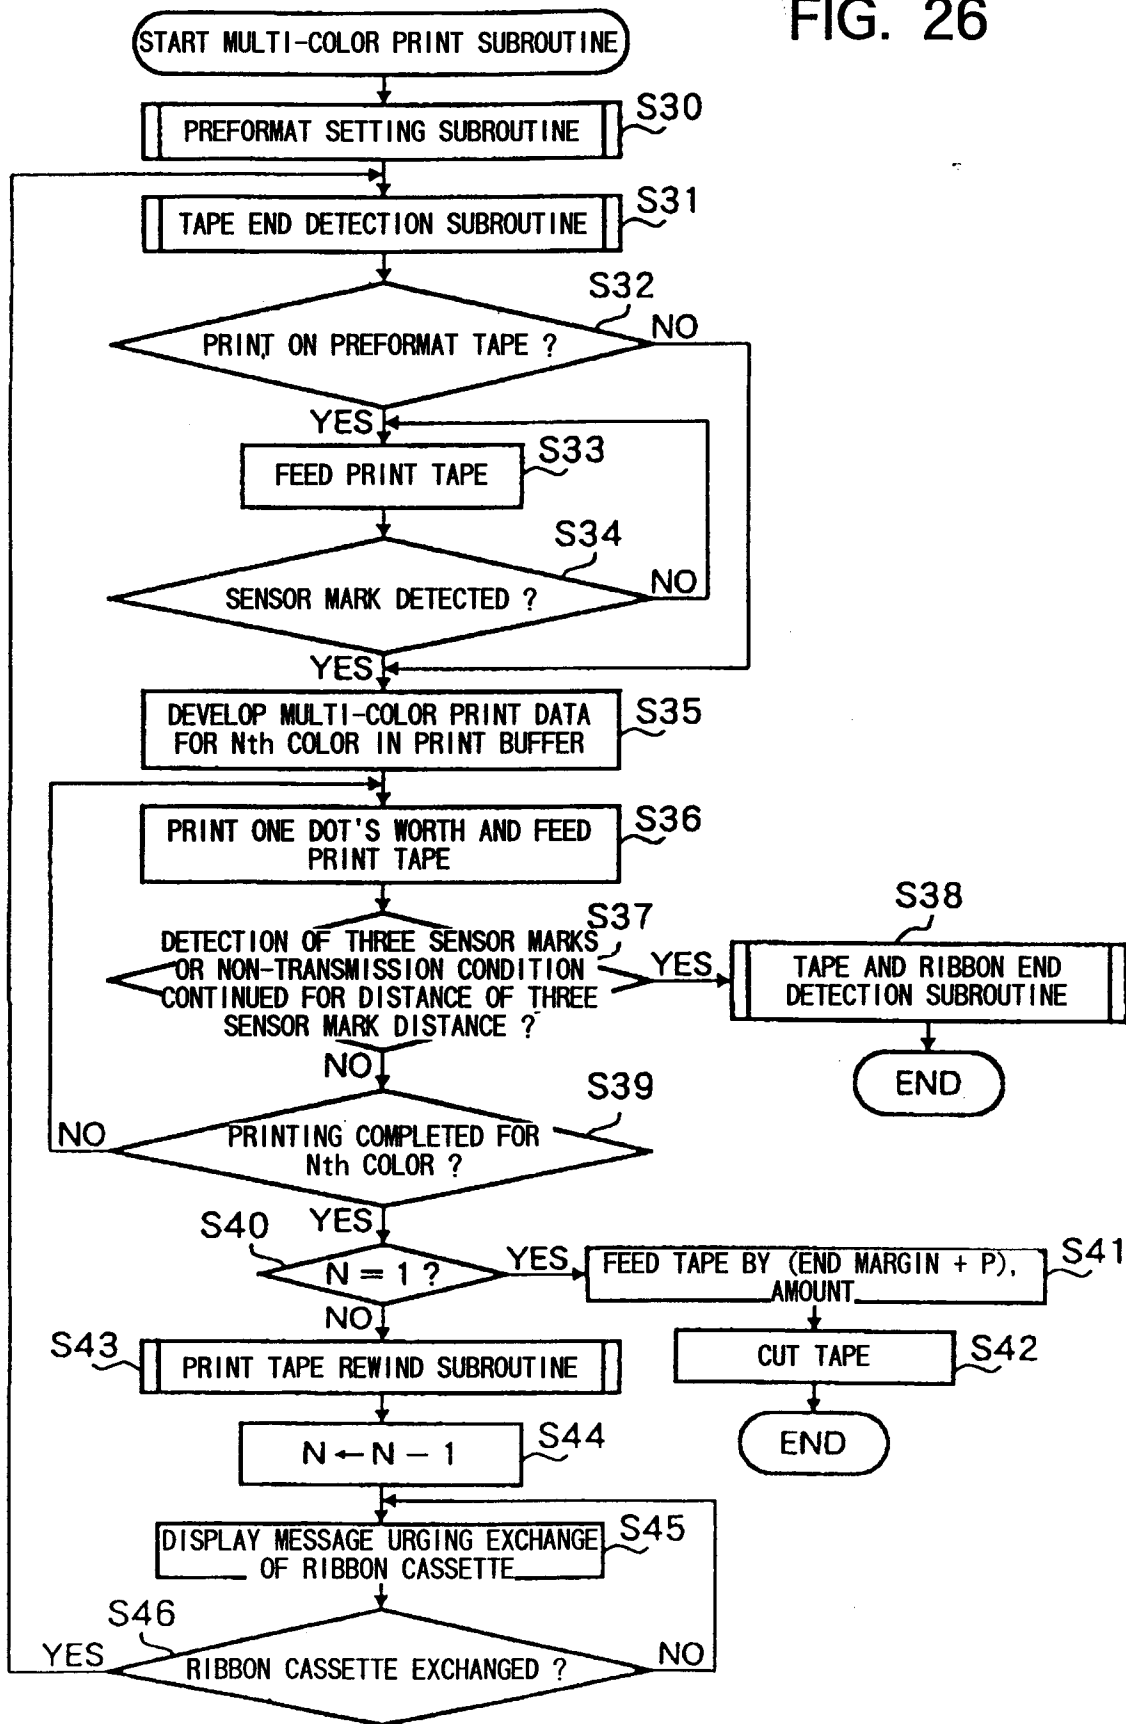 FIG. 26
START MULTI-COLOR PRINT SUBROUTINE
S30
PREFORMAT SETTING SUBROUTINE
S31
TAPE END DETECTION SUBROUTINE
S32
PRINT ON PREFORMAT TAPE ?
NO
YES
S33
FEED PRINT TAPE
S34
SENSOR MARK DETECTED ?
NO
YES
DEVELOP MULTI-COLOR PRINT DATA
FOR Nth COLOR IN PRINT BUFFER
S35
PRINT ONE DOT'S WORTH AND FEED
PRINT TAPE
S36
S37
DETECTION OF THREE SENSOR MARKS
OR NON-TRANSMISSION CONDITION
CONTINUED FOR DISTANCE OF THREE
SENSOR MARK DISTANCE ?
YES
S38
TAPE AND RIBBON END
DETECTION SUBROUTINE
END
NO
S39
PRINTING COMPLETED FOR
Nth COLOR ?
NO
YES
S40
N = 1 ?
YES
FEED TAPE BY (END MARGIN + P),
AMOUNT
S41
NO
CUT TAPE
S42
END
S43
PRINT TAPE REWIND SUBROUTINE
N ← N - 1
S44
DISPLAY MESSAGE URGING EXCHANGE
OF RIBBON CASSETTE
S45
S46
RIBBON CASSETTE EXCHANGED ?
YES
NO